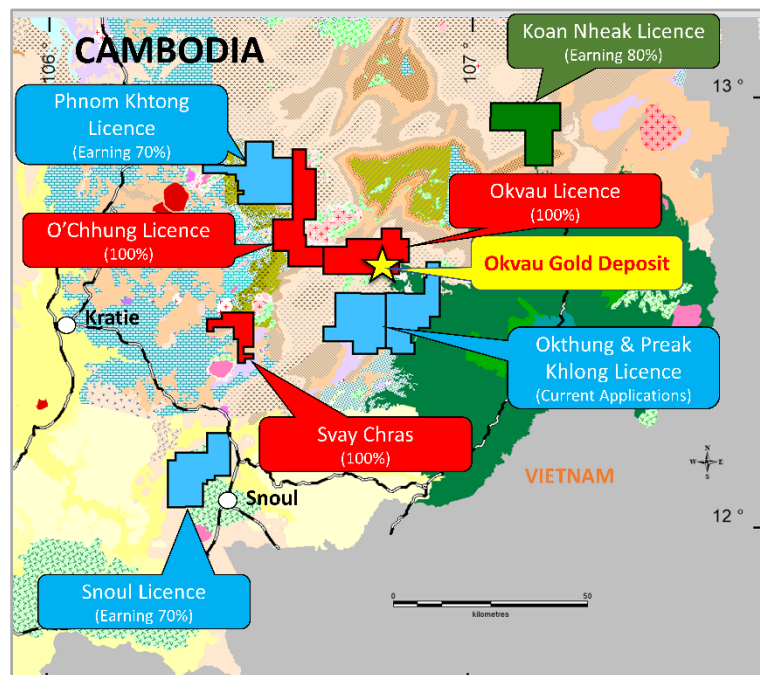 106 °
107 °
CAMBODIA
Koan Nheak Licence
(Earning 80%)
13 °
Phnom Khtong
Licence
(Earning 70%)
Okvau Licence
(100%)
O'Chhung Licence
(100%)
Okvau Gold Deposit
Kratie
Okthung & Preak
Khlong Licence
(Current Applications)
Svay Chras
(100%)
VIETNAM
N
W E
S
Snoul
12 °
Snoul Licence
(Earning 70%)
0 50
kilometres